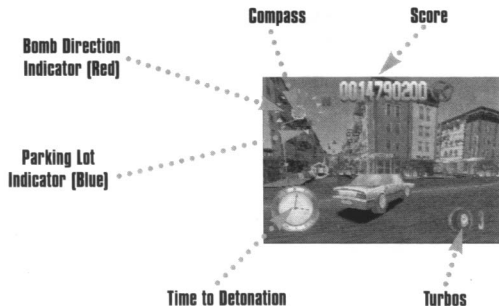 Compass
Score
Bomb Direction
Indicator (Red)
0014790200
Parking Lot
Indicator (Blue)
Time to Detonation
Turbos